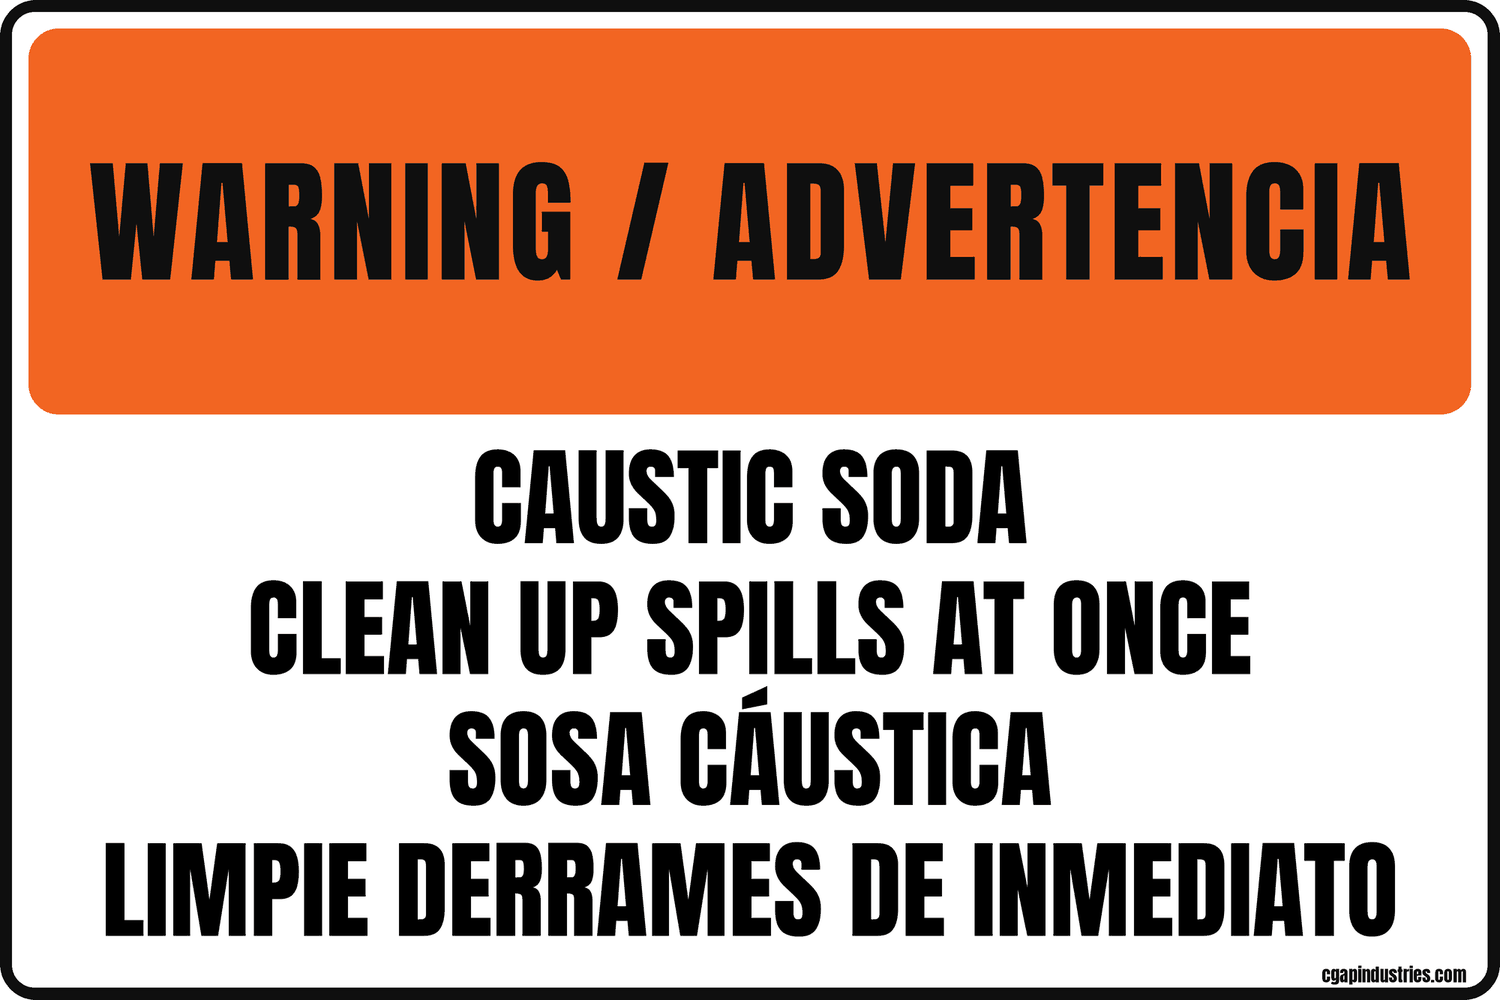 WARNING / ADVERTENCIA
CAUSTIC SODA
CLEAN UP SPILLS AT ONCE
SOSA CÁUSTICA
LIMPIE DERRAMES DE INMEDIATO
cgapindustries.com